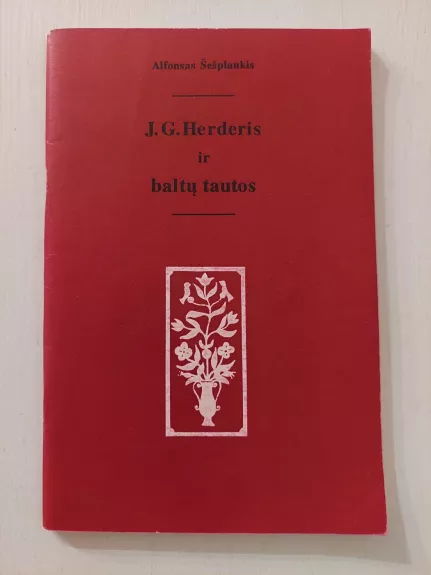 Alfonsas Šešplaukis
J. G. Herderis
ir
baltų tautos